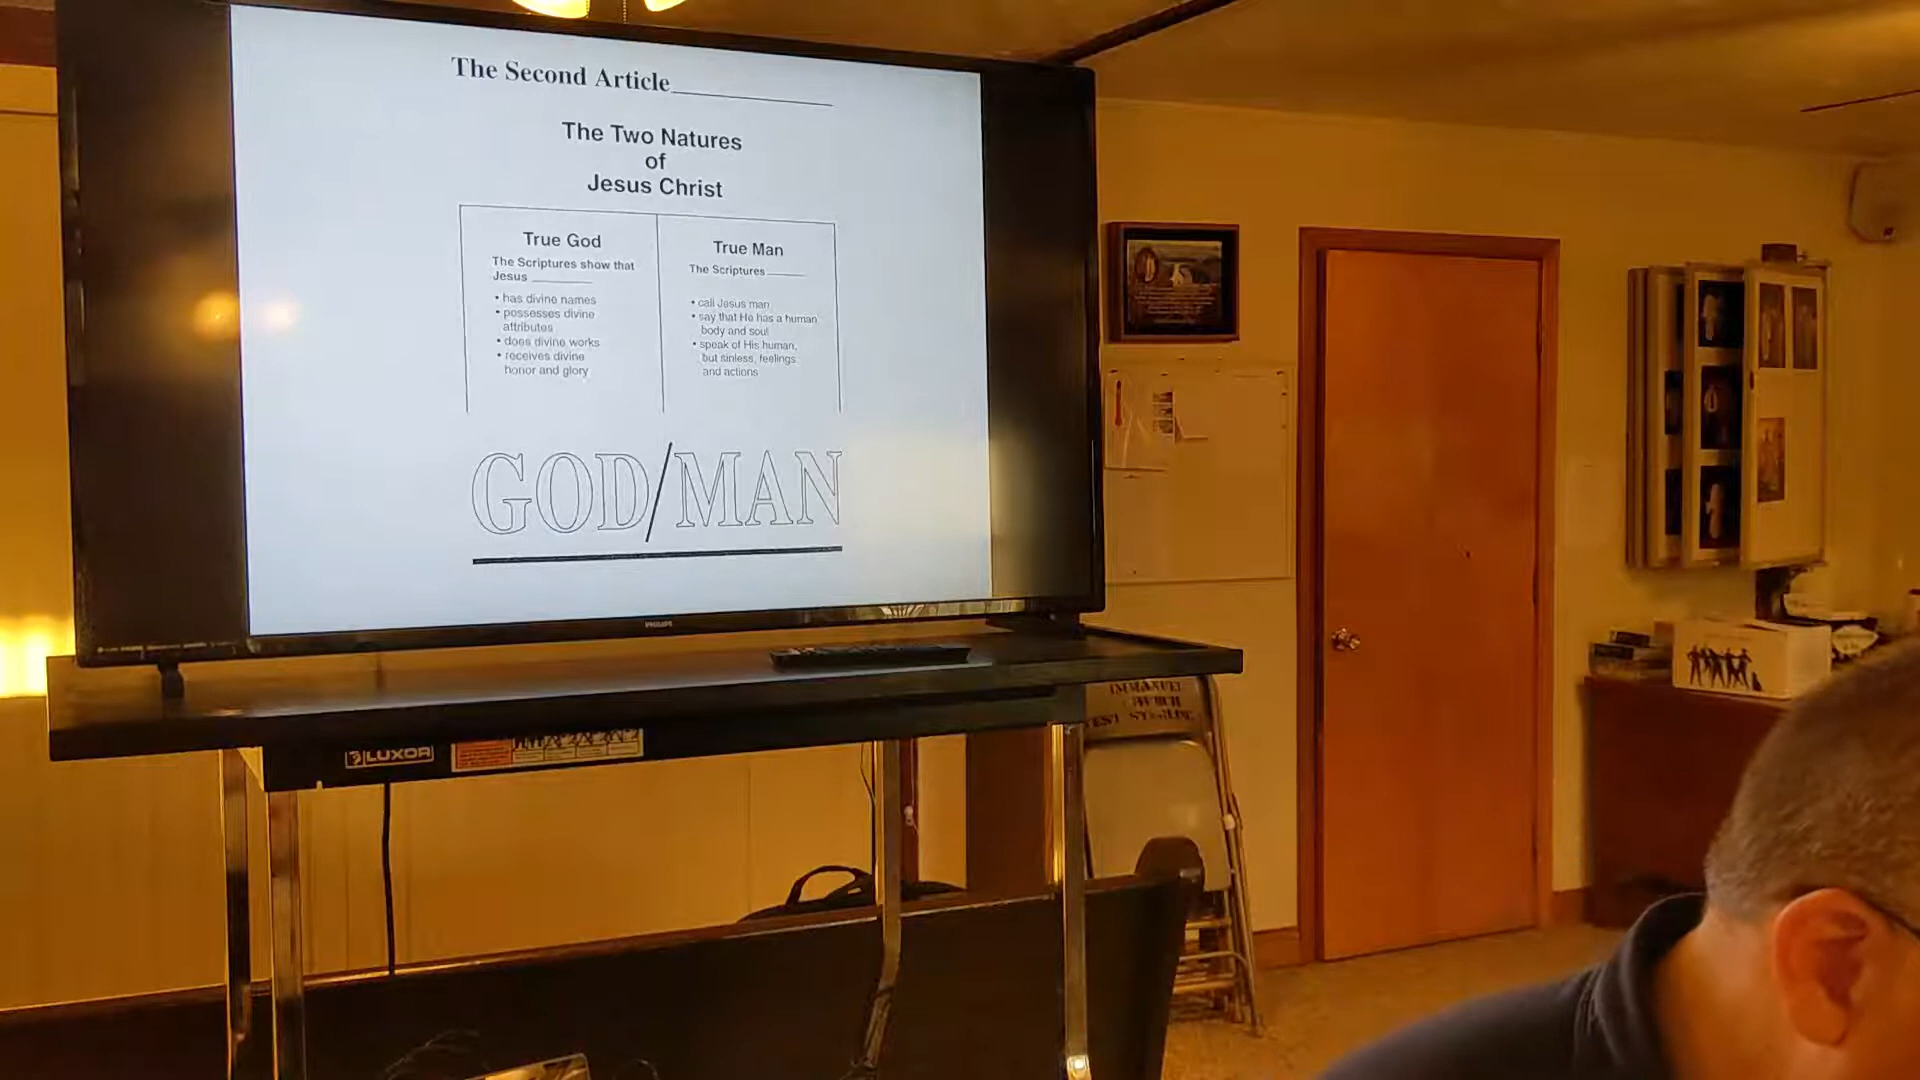 The Second Article
The Two Natures
of
Jesus Christ
True God
The Scriptures show that
Jesus
• has divine names
• possesses divine
attributes
• does divine works
• receives divine
honor and glory
True Man
The Scriptures
• call Jesus man
• say that He has a human
body and soul
• speak of His human,
but sinless, feelings
and actions
GOD/MAN
PHILIPS
LUXOR
IMMANUEL
CHURCH